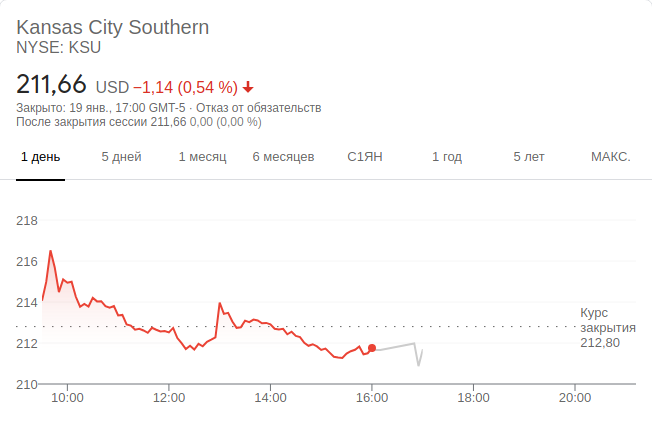 Kansas City Southern
NYSE: KSU
211,66 USD −1,14 (0,54 %)
Закрыто: 19 янв., 17:00 GMT-5 · Отказ от обязательств
После закрытия сессии 211,66 0,00 (0,00 %)
1 день 5 дней 1 месяц 6 месяцев С1ЯН 1 год 5 лет МАКС.
218
216
214
Курс
закрытия
212,80
212
210
10:00 12:00 14:00 16:00 18:00 20:00